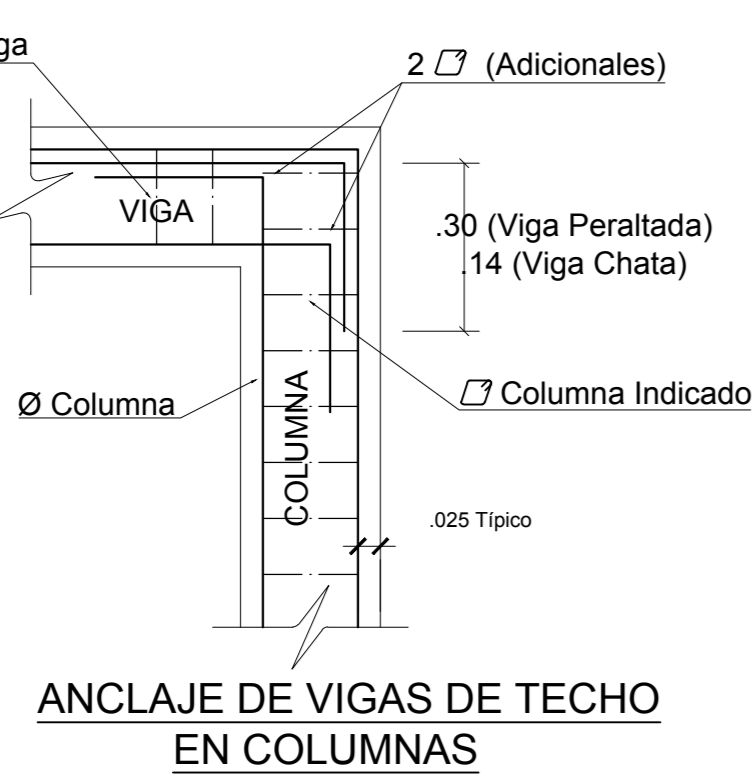 2 (Adicionales)
VIGA
.30 (Viga Peraltada)
.14 (Viga Chata)
Ø Columna
COLUMNA
Columna Indicado
.025 Típico
ANCLAJE DE VIGAS DE TECHO
EN COLUMNAS